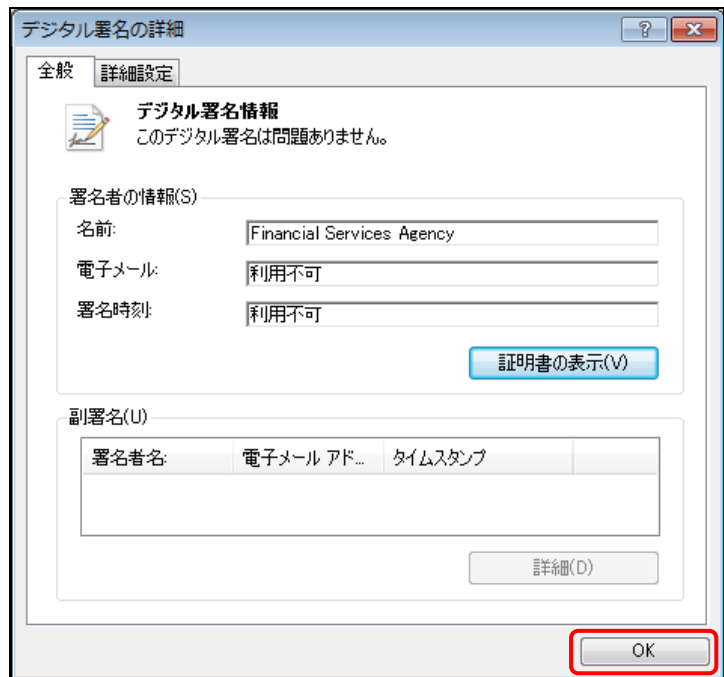 デジタル署名の詳細
全般 詳細設定
デジタル署名情報
このデジタル署名は問題ありません。
署名者の情報(S)
名前: Financial Services Agency
電子メール: 利用不可
署名時刻: 利用不可
証明書の表示(V)
副署名(U)
署名者名: 電子メール アド... タイムスタンプ
詳細(D)
OK